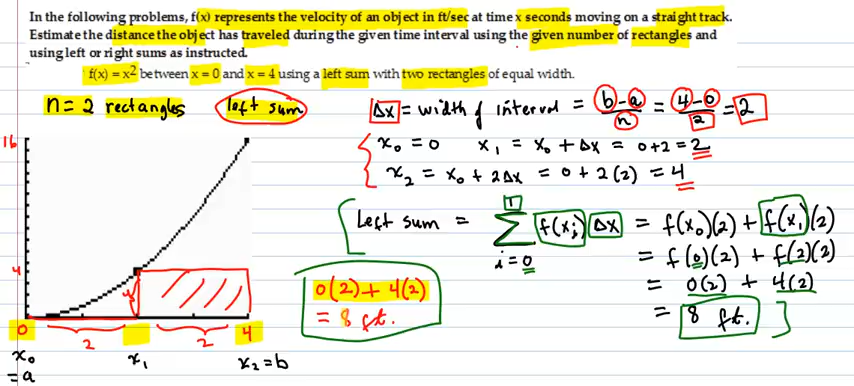 In the following problems, f(x) represents the velocity of an object in ft/sec at time x seconds moving on a straight track.
Estimate the distance the object has traveled during the given time interval using the given number of rectangles and
using left or right sums as instructed.
f(x) = x² between x = 0 and x = 4 using a left sum with two rectangles of equal width.
n = 2 rectangles left sum
Δx = width of interval = b-a/n = 4-0/2 = 2
x₀ = 0 x₁ = x₀ + Δx = 0+2 = 2
x₂ = x₀ + 2Δx = 0 + 2(2) = 4
Left sum = 1 Σ i=0 f(xᵢ) Δx = f(x₀)(2) + f(x₁)(2)
= f(0)(2) + f(2)(2)
= 0(2) + 4(2)
= 8 ft.
0(2) + 4(2)
= 8 ft.
16
4
4
0 2 2 4
x₀ x₁ x₂ = b
= a